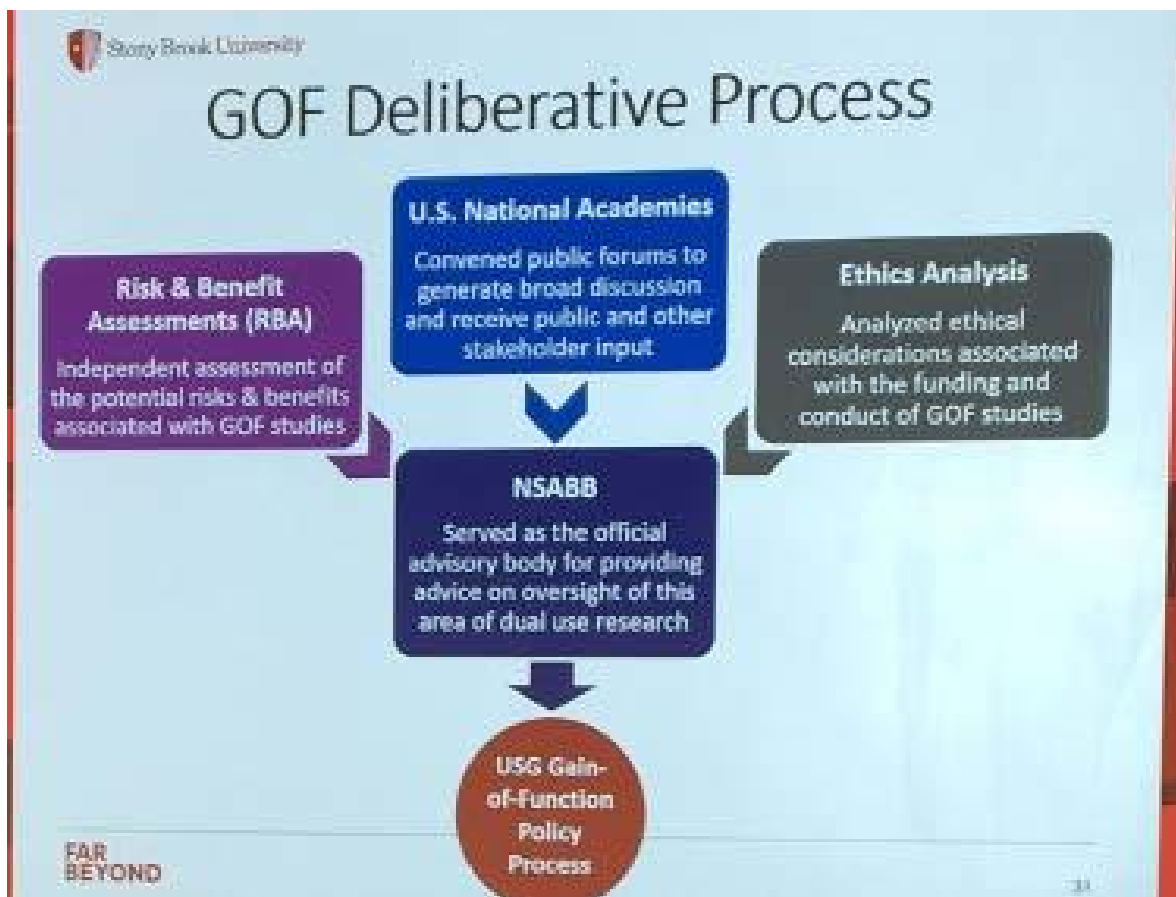 Stony Brook University
GOF Deliberative Process
U.S. National Academies
Convened public forums to
generate broad discussion
and receive public and other
stakeholder input
Risk & Benefit
Assessments (RBA)
Independent assessment of
the potential risks & benefits
associated with GOF studies
Ethics Analysis
Analyzed ethical
considerations associated
with the funding and
conduct of GOF studies
NSABB
Served as the official
advisory body for providing
advice on oversight of this
area of dual use research
USG Gain-
of-Function
Policy
Process
FAR
BEYOND